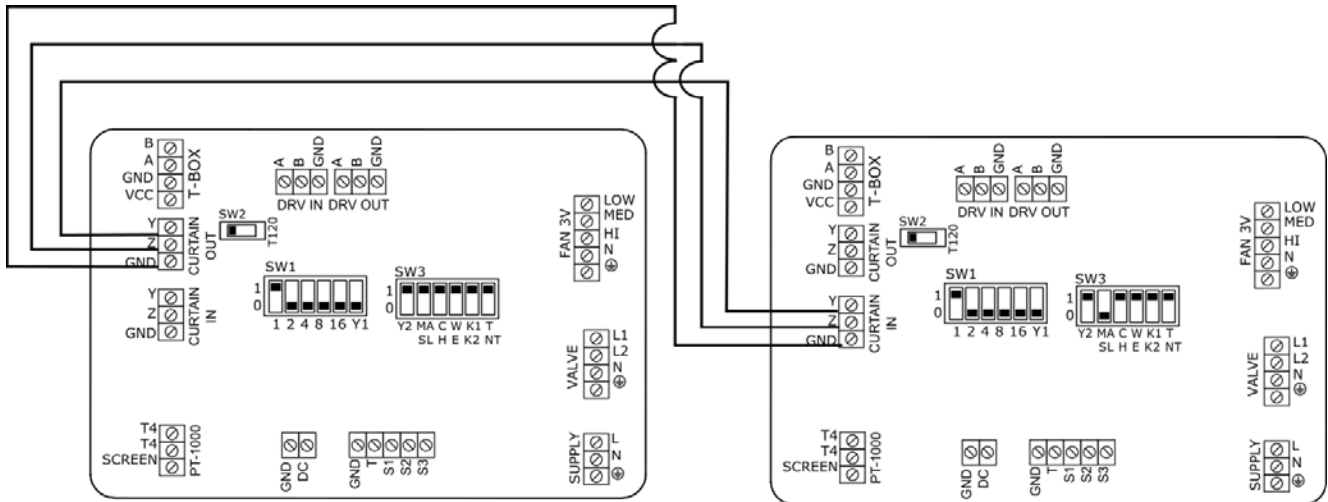 B
A
GND
VCC
T-BOX
Y
Z
GND
CURTAIN
OUT
Y
Z
GND
CURTAIN
IN
A B GND A B GND
DRV IN DRV OUT
SW2
T120
SW1
1
0
1 2 4 8 16 Y1
SW3
1
0
Y2 MA C W K1 T
SL H E K2 NT
FAN 3V
LOW
MED
HI
N
VALVE
L1
L2
N
SUPPLY
L
N
T4
T4
SCREEN
PT-1000
GND DC
GND T S1 S2 S3
B
A
GND
VCC
T-BOX
Y
Z
GND
CURTAIN
OUT
Y
Z
GND
CURTAIN
IN
A B GND A B GND
DRV IN DRV OUT
SW2
T120
SW1
1
0
1 2 4 8 16 Y1
SW3
1
0
Y2 MA C W K1 T
SL H E K2 NT
FAN 3V
LOW
MED
HI
N
VALVE
L1
L2
N
SUPPLY
L
N
T4
T4
SCREEN
PT-1000
GND DC
GND T S1 S2 S3